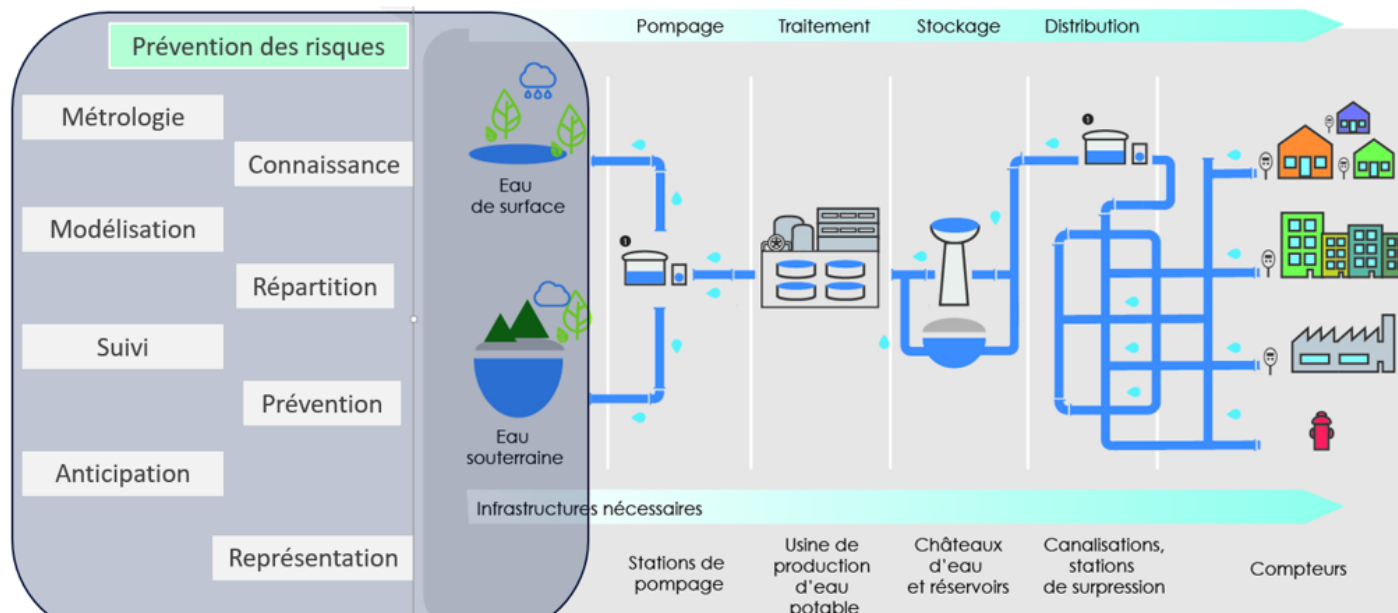 Prévention des risques
Pompage
Traitement
Stockage
Distribution
Métrologie
Connaissance
Modélisation
Répartition
Suivi
Prévention
Anticipation
Représentation
Eau
de surface
Eau
souterraine
1
1
Infrastructures nécessaires
Stations de
pompage
Usine de
production
d'eau
potable
Châteaux
d'eau
et réservoirs
Canalisations,
stations
de surpression
Compteurs